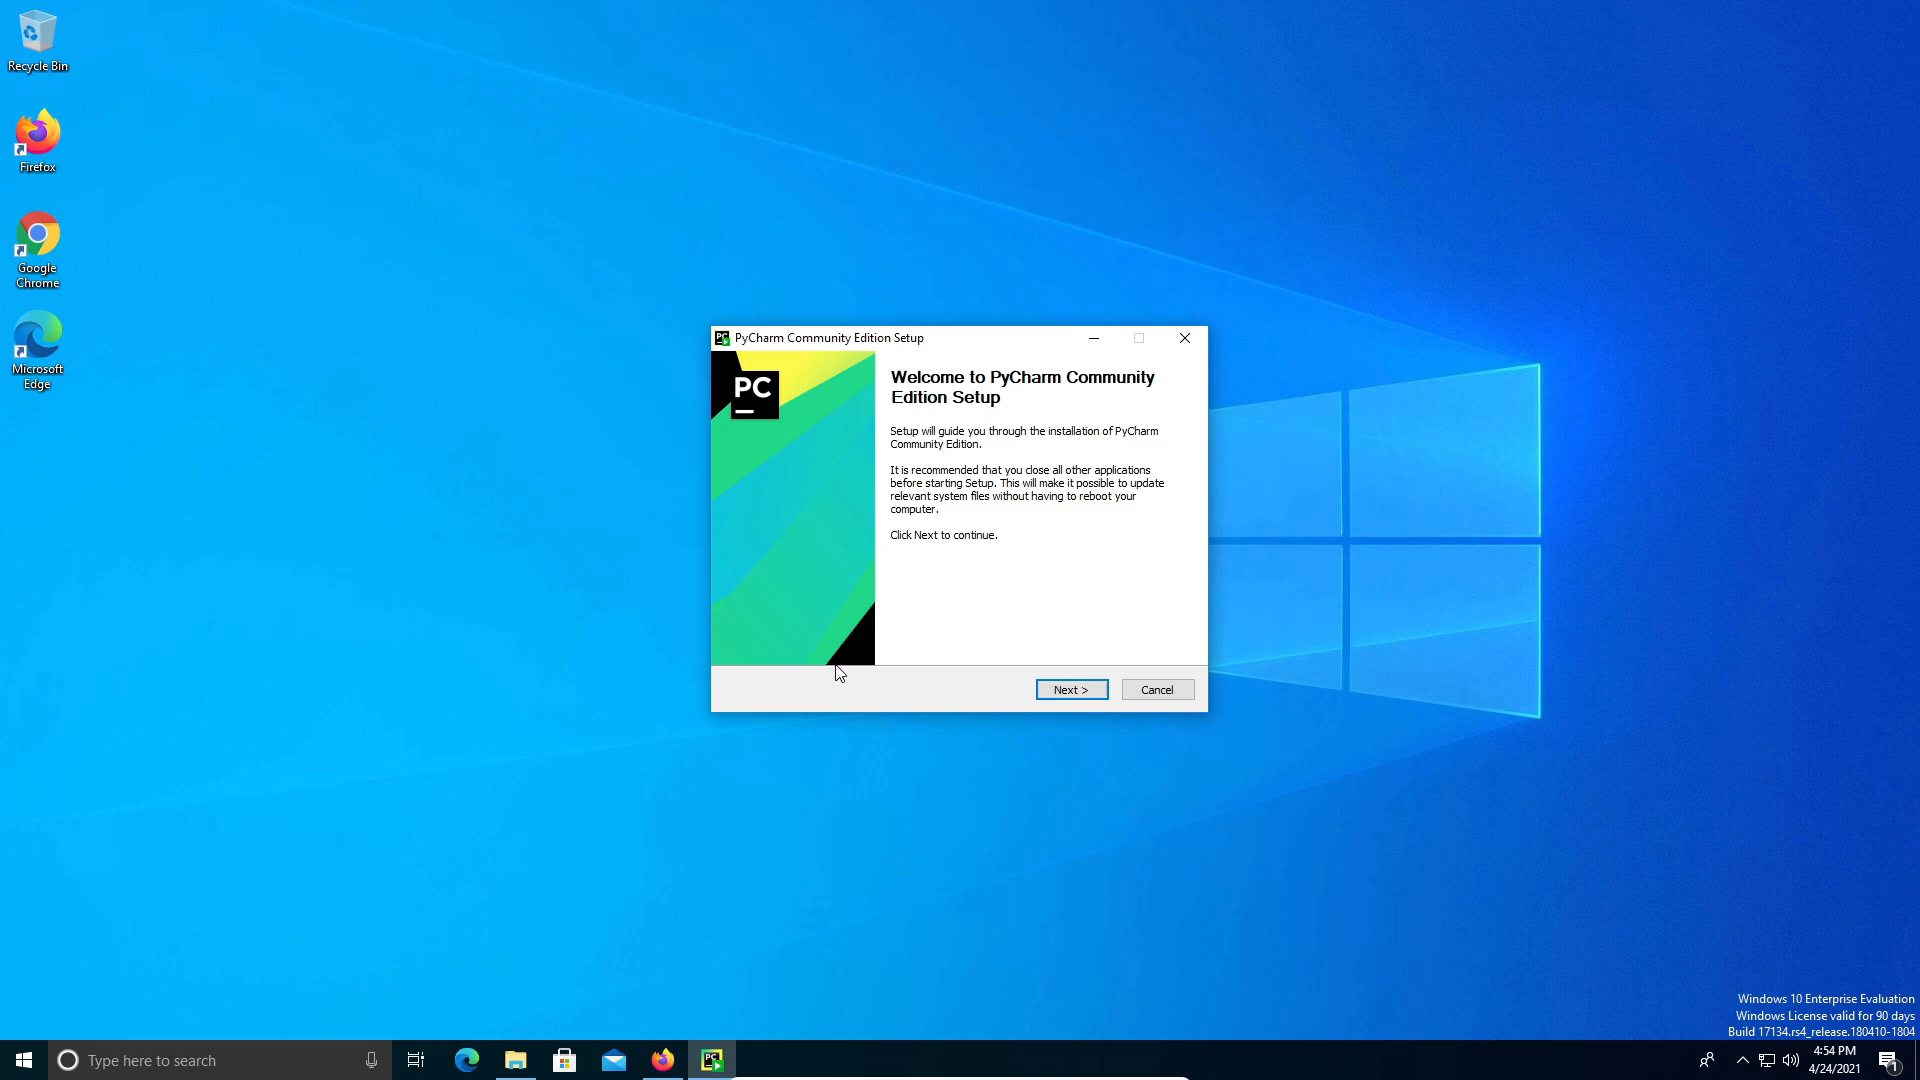 Recycle Bin
Firefox
Google
Chrome
Microsoft
Edge
PC PyCharm Community Edition Setup
PC
Welcome to PyCharm Community
Edition Setup
Setup will guide you through the installation of PyCharm
Community Edition.
It is recommended that you close all other applications
before starting Setup. This will make it possible to update
relevant system files without having to reboot your
computer.
Click Next to continue.
Next >
Cancel
Windows 10 Enterprise Evaluation
Windows License valid for 90 days
Build 17134.rs4_release.180410-1804
Type here to search
PC
4:54 PM
4/24/2021
1